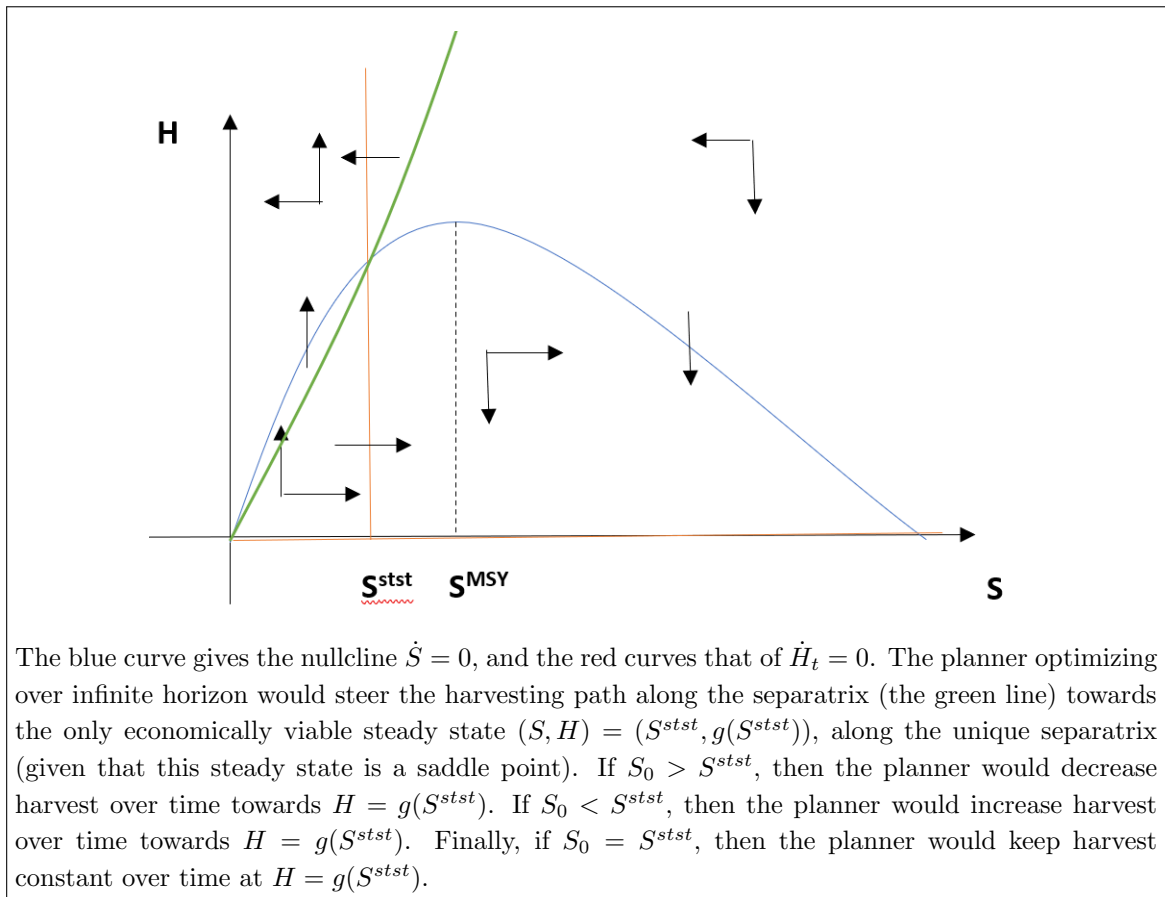 H
S^{stst} S^{MSY} S
The blue curve gives the nullcline Ṡ = 0, and the red curves that of Ḣ_t = 0. The planner optimizing
over infinite horizon would steer the harvesting path along the separatrix (the green line) towards
the only economically viable steady state (S, H) = (S^{stst}, g(S^{stst})), along the unique separatrix
(given that this steady state is a saddle point). If S_0 > S^{stst}, then the planner would decrease
harvest over time towards H = g(S^{stst}). If S_0 < S^{stst}, then the planner would increase harvest
over time towards H = g(S^{stst}). Finally, if S_0 = S^{stst}, then the planner would keep harvest
constant over time at H = g(S^{stst}).